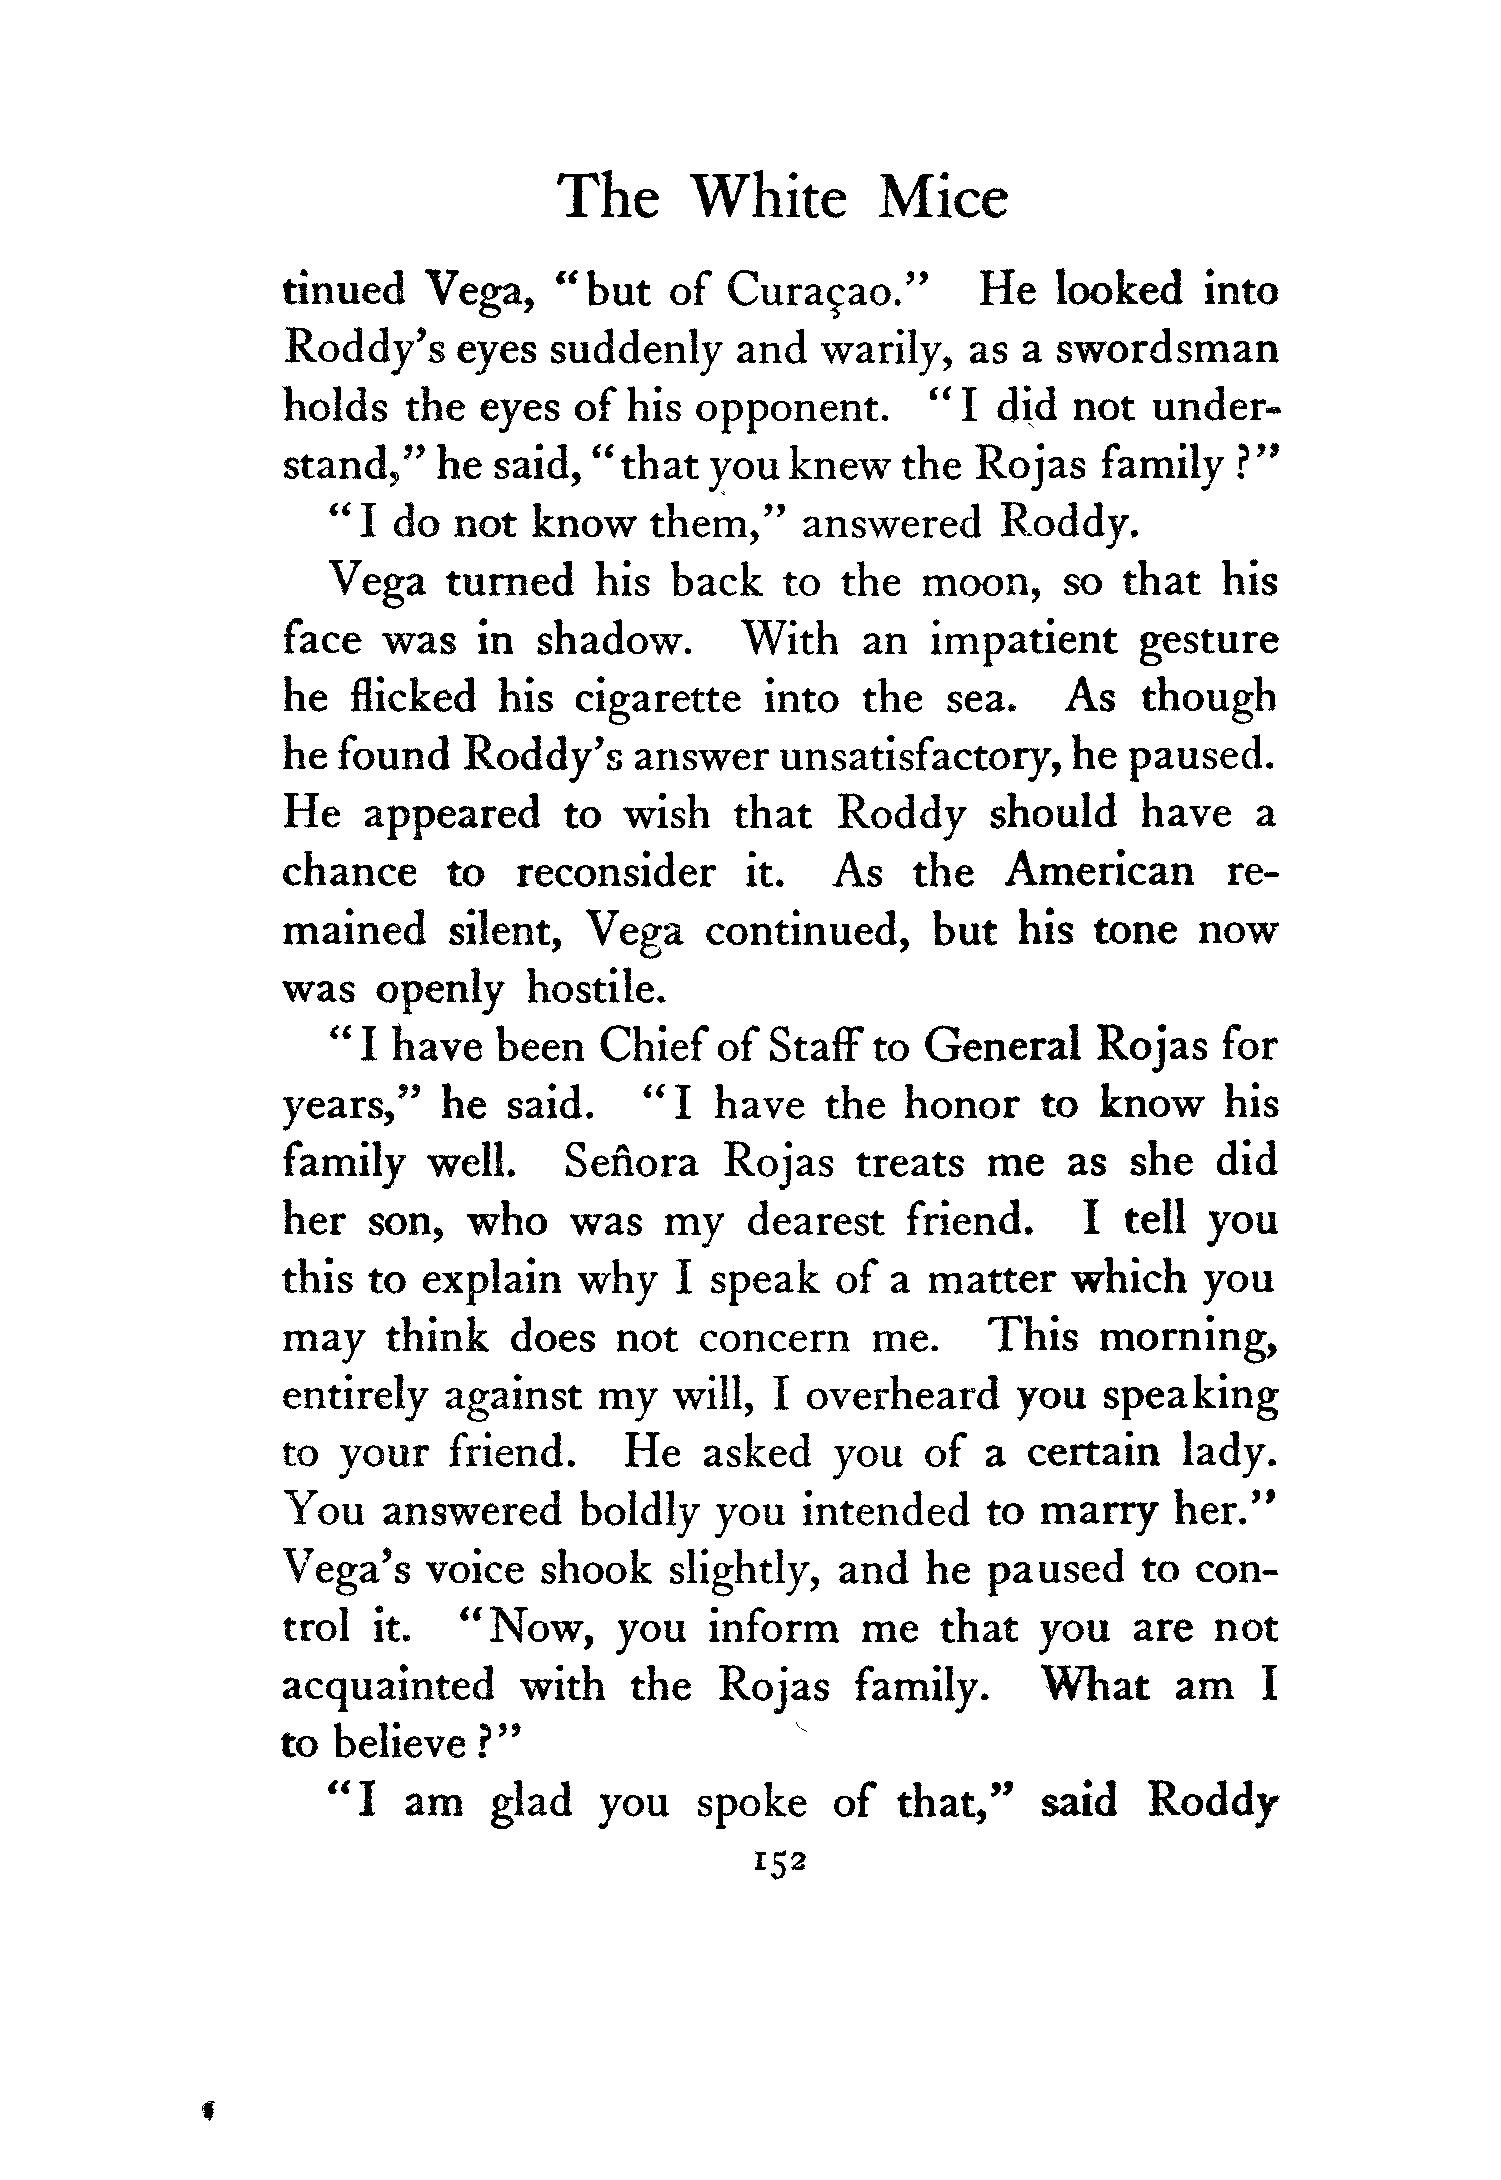 The White Mice
tinued Vega, “but of Curaçao.” He looked into
Roddy’s eyes suddenly and warily, as a swordsman
holds the eyes of his opponent. “I did not under-
stand,” he said, “that you knew the Rojas family?”
“I do not know them,” answered Roddy.
Vega turned his back to the moon, so that his
face was in shadow. With an impatient gesture
he flicked his cigarette into the sea. As though
he found Roddy’s answer unsatisfactory, he paused.
He appeared to wish that Roddy should have a
chance to reconsider it. As the American re-
mained silent, Vega continued, but his tone now
was openly hostile.
“I have been Chief of Staff to General Rojas for
years,” he said. “I have the honor to know his
family well. Señora Rojas treats me as she did
her son, who was my dearest friend. I tell you
this to explain why I speak of a matter which you
may think does not concern me. This morning,
entirely against my will, I overheard you speaking
to your friend. He asked you of a certain lady.
You answered boldly you intended to marry her.”
Vega’s voice shook slightly, and he paused to con-
trol it. “Now, you inform me that you are not
acquainted with the Rojas family. What am I
to believe?”
“I am glad you spoke of that,” said Roddy
152